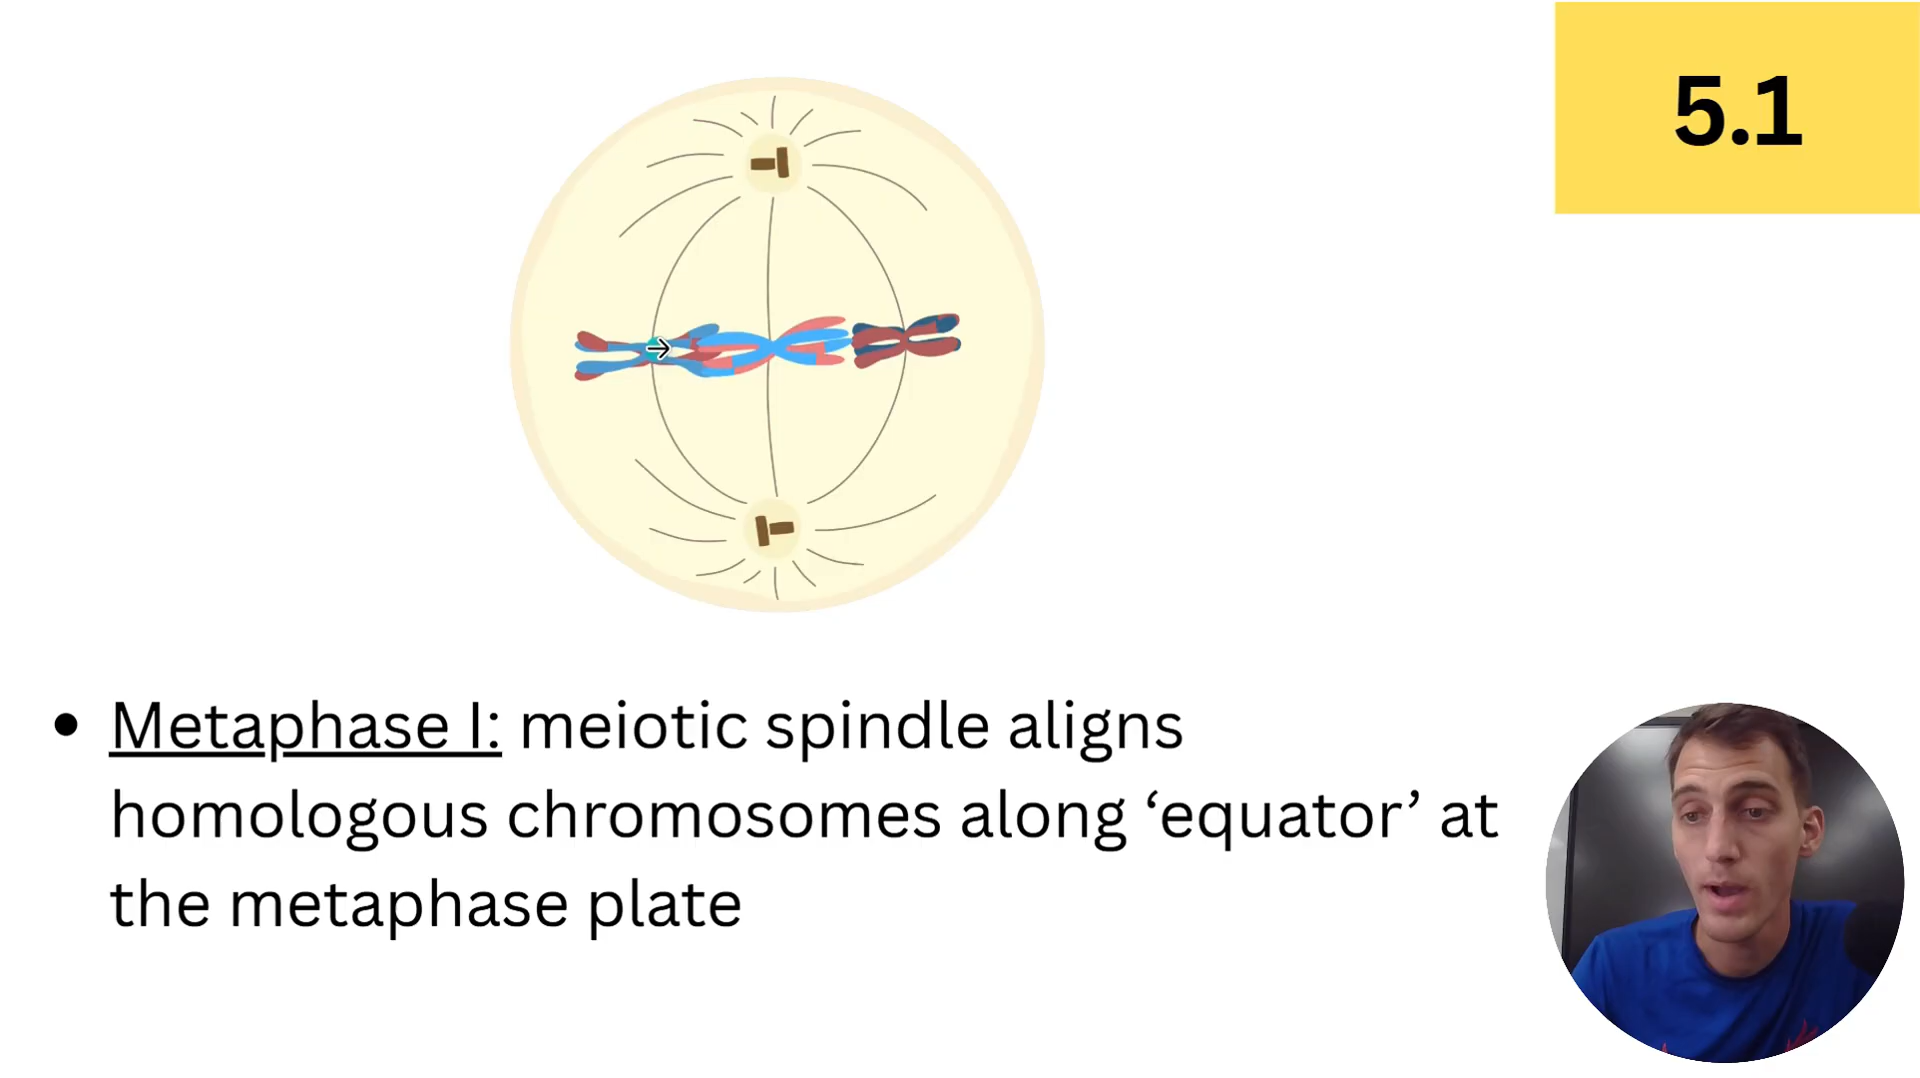 5.1
• Metaphase I: meiotic spindle aligns
homologous chromosomes along ‘equator’ at
the metaphase plate